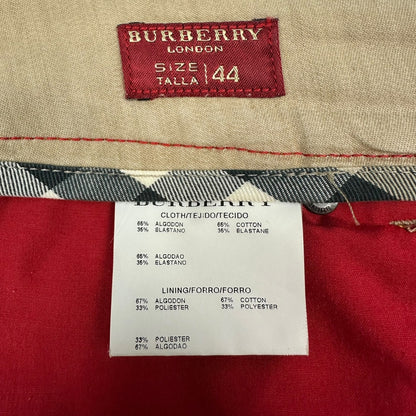 BURBERRY
LONDON
SIZE
TALLA 44
BURBERRY
CLOTH/TEJIDO/TECIDO
65% ALGODON 65% COTTON
35% ELASTANO 35% ELASTANE
65% ALGODAO
35% ELASTANO
LINING/FORRO/FORRO
67% ALGODON 67% COTTON
33% POLIESTER 33% POLYESTER
33% POLIESTER
67% ALGODAO